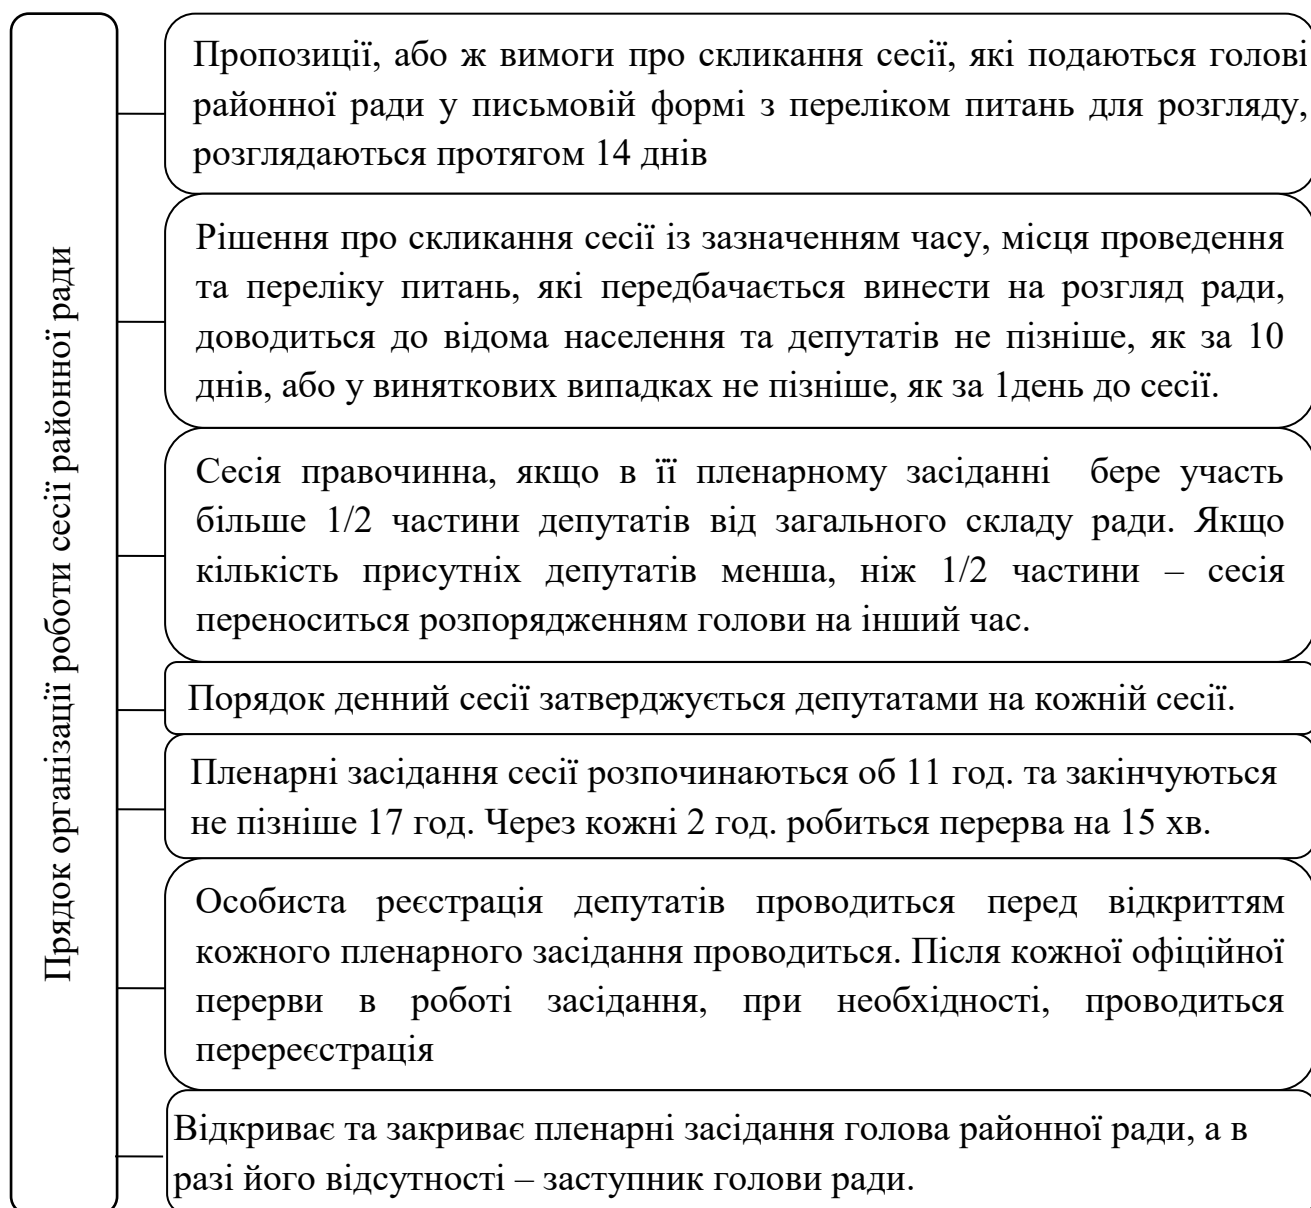 Прядок організації роботи сесії районної ради
Пропозиції, або ж вимоги про скликання сесії, які подаються голові
районної ради у письмовій формі з переліком питань для розгляду,
розглядаються протягом 14 днів
Рішення про скликання сесії із зазначенням часу, місця проведення
та переліку питань, які передбачається винести на розгляд ради,
доводиться до відома населення та депутатів не пізніше, як за 10
днів, або у виняткових випадках не пізніше, як за 1день до сесії.
Сесія правочинна, якщо в її пленарному засіданні бере участь
більше 1/2 частини депутатів від загального складу ради. Якщо
кількість присутніх депутатів менша, ніж 1/2 частини – сесія
переноситься розпорядженням голови на інший час.
Порядок денний сесії затверджується депутатами на кожній сесії.
Пленарні засідання сесії розпочинаються об 11 год. та закінчуються
не пізніше 17 год. Через кожні 2 год. робиться перерва на 15 хв.
Особиста реєстрація депутатів проводиться перед відкриттям
кожного пленарного засідання проводиться. Після кожної офіційної
перерви в роботі засідання, при необхідності, проводиться
перереєстрація
Відкриває та закриває пленарні засідання голова районної ради, а в
разі його відсутності – заступник голови ради.